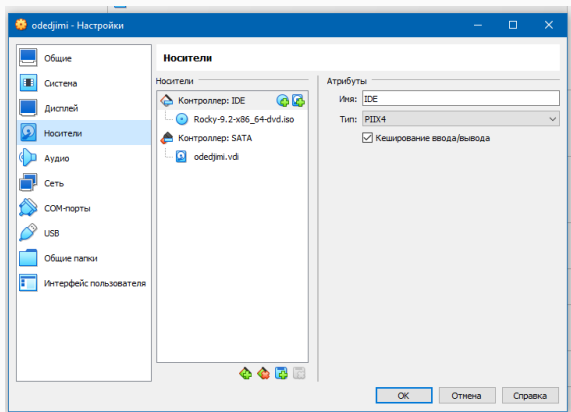 odedjimi - Настройки
Общие
Система
Дисплей
Носители
Аудио
Сеть
COM-порты
USB
Общие папки
Интерфейс пользователя
Носители
Носители
Контроллер: IDE
Rocky-9.2-x86_64-dvd.iso
Контроллер: SATA
odedjimi.vdi
Атрибуты
Имя: IDE
Тип: PIIX4
Кеширование ввода/вывода
OK Отмена Справка